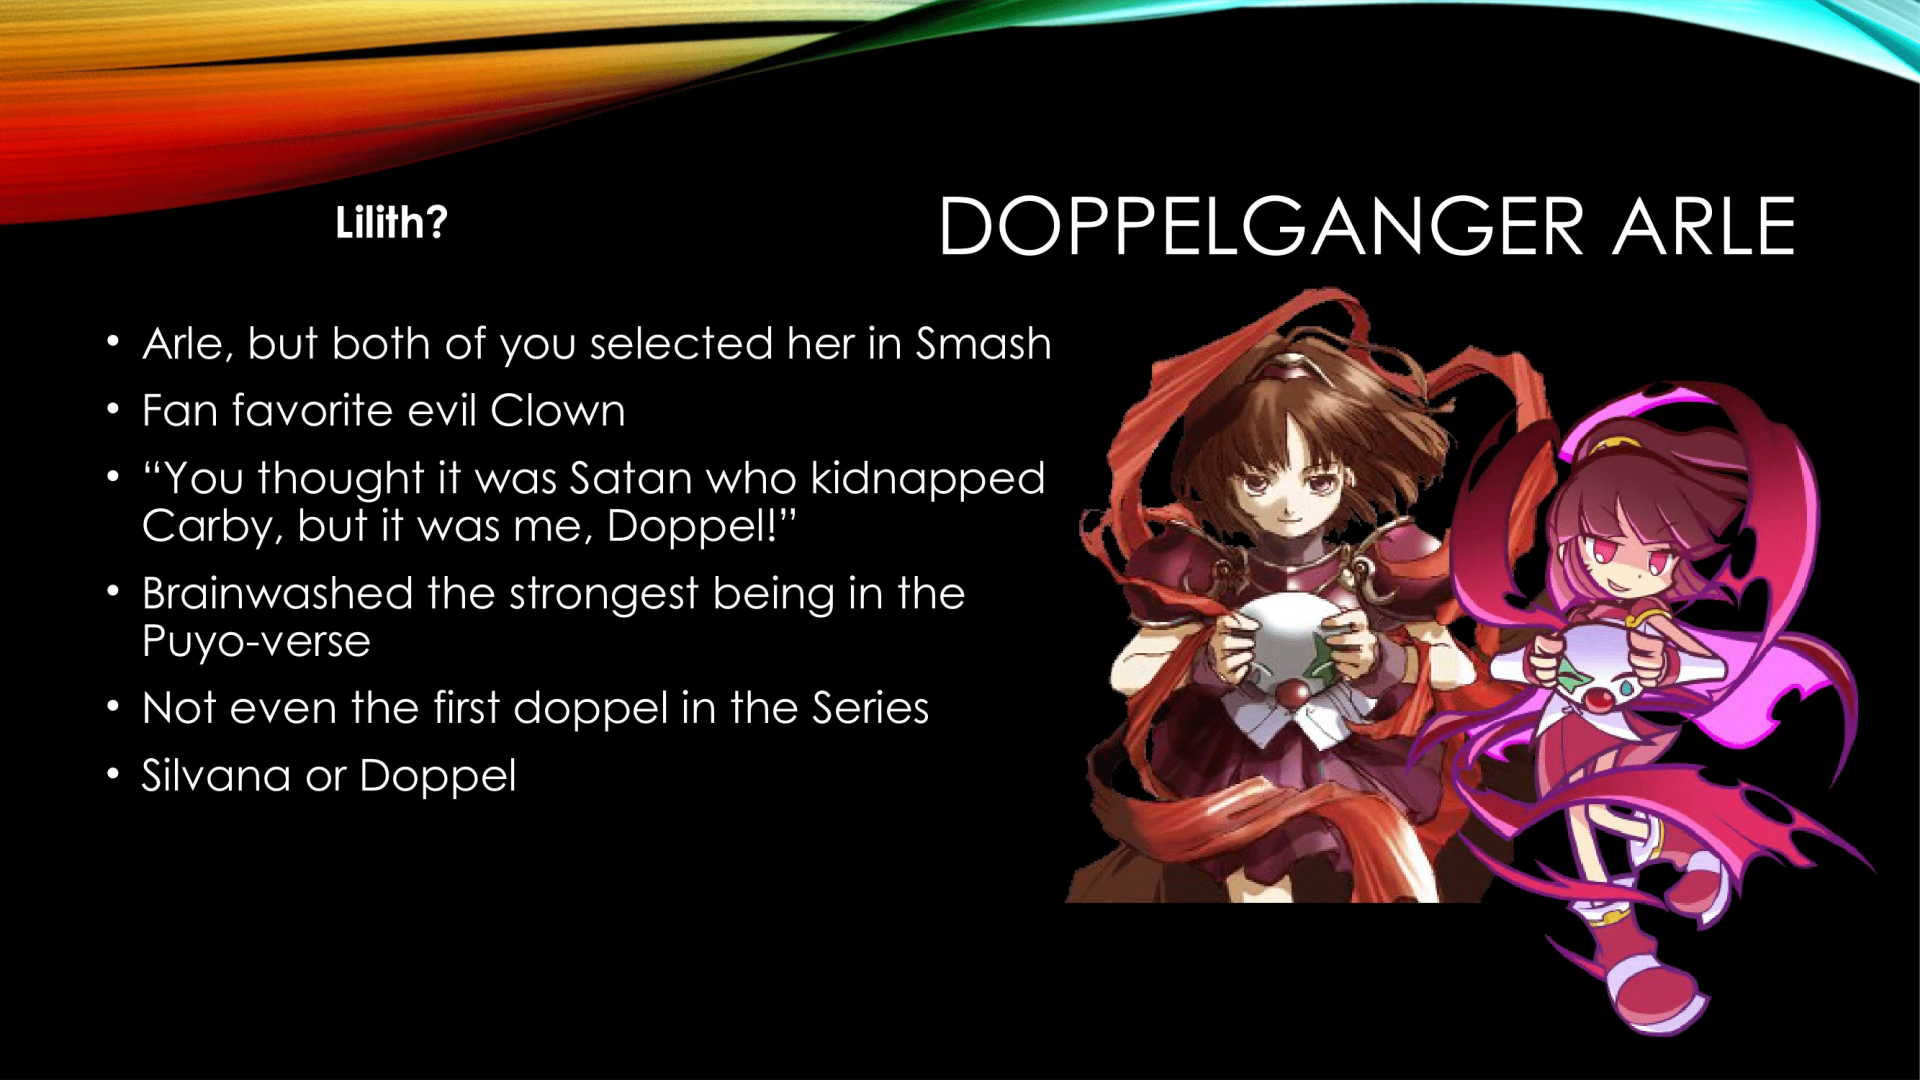 Lilith?
DOPPELGANGER ARLE
• Arle, but both of you selected her in Smash
• Fan favorite evil Clown
• “You thought it was Satan who kidnapped
Carby, but it was me, Doppel!”
• Brainwashed the strongest being in the
Puyo-verse
• Not even the first doppel in the Series
• Silvana or Doppel